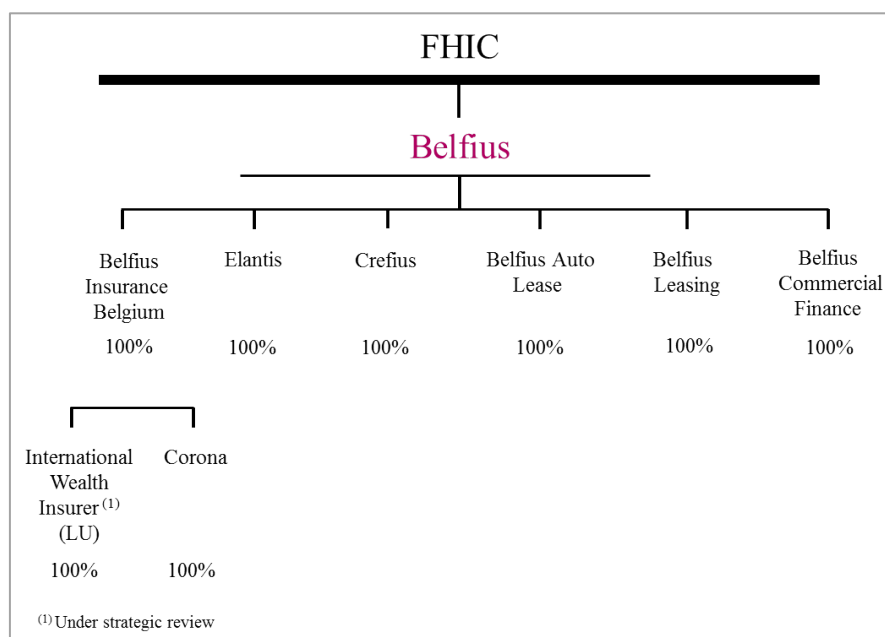 FHIC
Belfius
Belfius
Insurance
Belgium
100%
Elantis
100%
Crefius
100%
Belfius Auto
Lease
100%
Belfius
Leasing
100%
Belfius
Commercial
Finance
100%
International
Wealth
Insurer (1)
(LU)
100%
Corona
100%
(1) Under strategic review